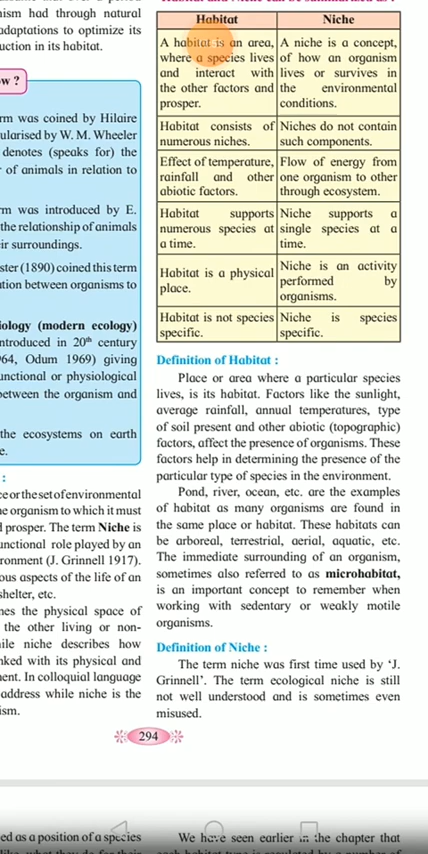 nism had through natural
adaptations to optimize its
uction in its habitat.
w ?
rm was coined by Hilaire
ularised by W. M. Wheeler
denotes (speaks for) the
of animals in relation to
rm was introduced by E.
the relationship of animals
ir surroundings.
ster (1890) coined this term
ation between organisms to
iology (modern ecology)
ntroduced in 20th century
64, Odum 1969) giving
unctional or physiological
between the organism and
the ecosystems on earth
e.
:
ce or the set of environmental
he organism to which it must
d prosper. The term Niche is
unctional role played by an
ronment (J. Grinnell 1917).
ous aspects of the life of an
shelter, etc.
nes the physical space of
the other living or non-
ile niche describes how
nked with its physical and
ment. In colloquial language
address while niche is the
ism.
Habitat and Niche can be summarised as :
Habitat Niche
A habitat is an area, A niche is a concept,
where a species lives of how an organism
and interact with lives or survives in
the other factors and the environmental
prosper. conditions.
Habitat consists of Niches do not contain
numerous niches. such components.
Effect of temperature, Flow of energy from
rainfall and other one organism to other
abiotic factors. through ecosystem.
Habitat supports Niche supports a
numerous species at single species at a
a time. time.
Habitat is a physical Niche is an activity
place. performed by
organisms.
Habitat is not species Niche is species
specific. specific.
Definition of Habitat :
Place or area where a particular species
lives, is its habitat. Factors like the sunlight,
average rainfall, annual temperatures, type
of soil present and other abiotic (topographic)
factors, affect the presence of organisms. These
factors help in determining the presence of the
particular type of species in the environment.
Pond, river, ocean, etc. are the examples
of habitat as many organisms are found in
the same place or habitat. These habitats can
be arboreal, terrestrial, aerial, aquatic, etc.
The immediate surrounding of an organism,
sometimes also referred to as microhabitat,
is an important concept to remember when
working with sedentary or weakly motile
organisms.
Definition of Niche :
The term niche was first time used by ‘J.
Grinnell’. The term ecological niche is still
not well understood and is sometimes even
misused.
294
ed as a position of a species
We have seen earlier in the chapter that